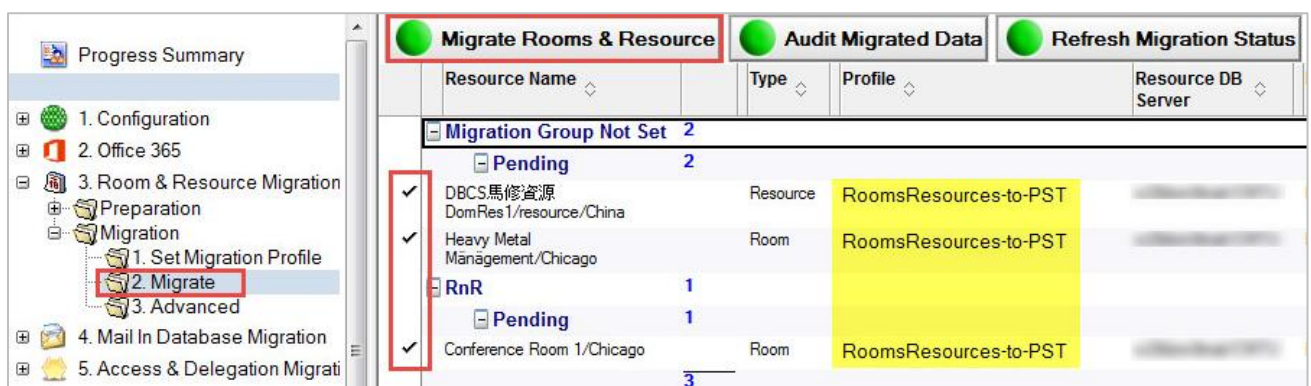 Progress Summary
1. Configuration
2. Office 365
3. Room & Resource Migration
Preparation
Migration
1. Set Migration Profile
2. Migrate
3. Advanced
4. Mail In Database Migration
5. Access & Delegation Migrati
Migrate Rooms & Resource Audit Migrated Data Refresh Migration Status
Resource Name Type Profile Resource DB
Server
Migration Group Not Set 2
Pending 2
DBCS馬修資源 Resource RoomsResources-to-PST
DomRes1/resource/China
Heavy Metal Room RoomsResources-to-PST
Mänägement/Chicago
RnR 1
Pending 1
Conference Room 1/Chicago Room RoomsResources-to-PST
3